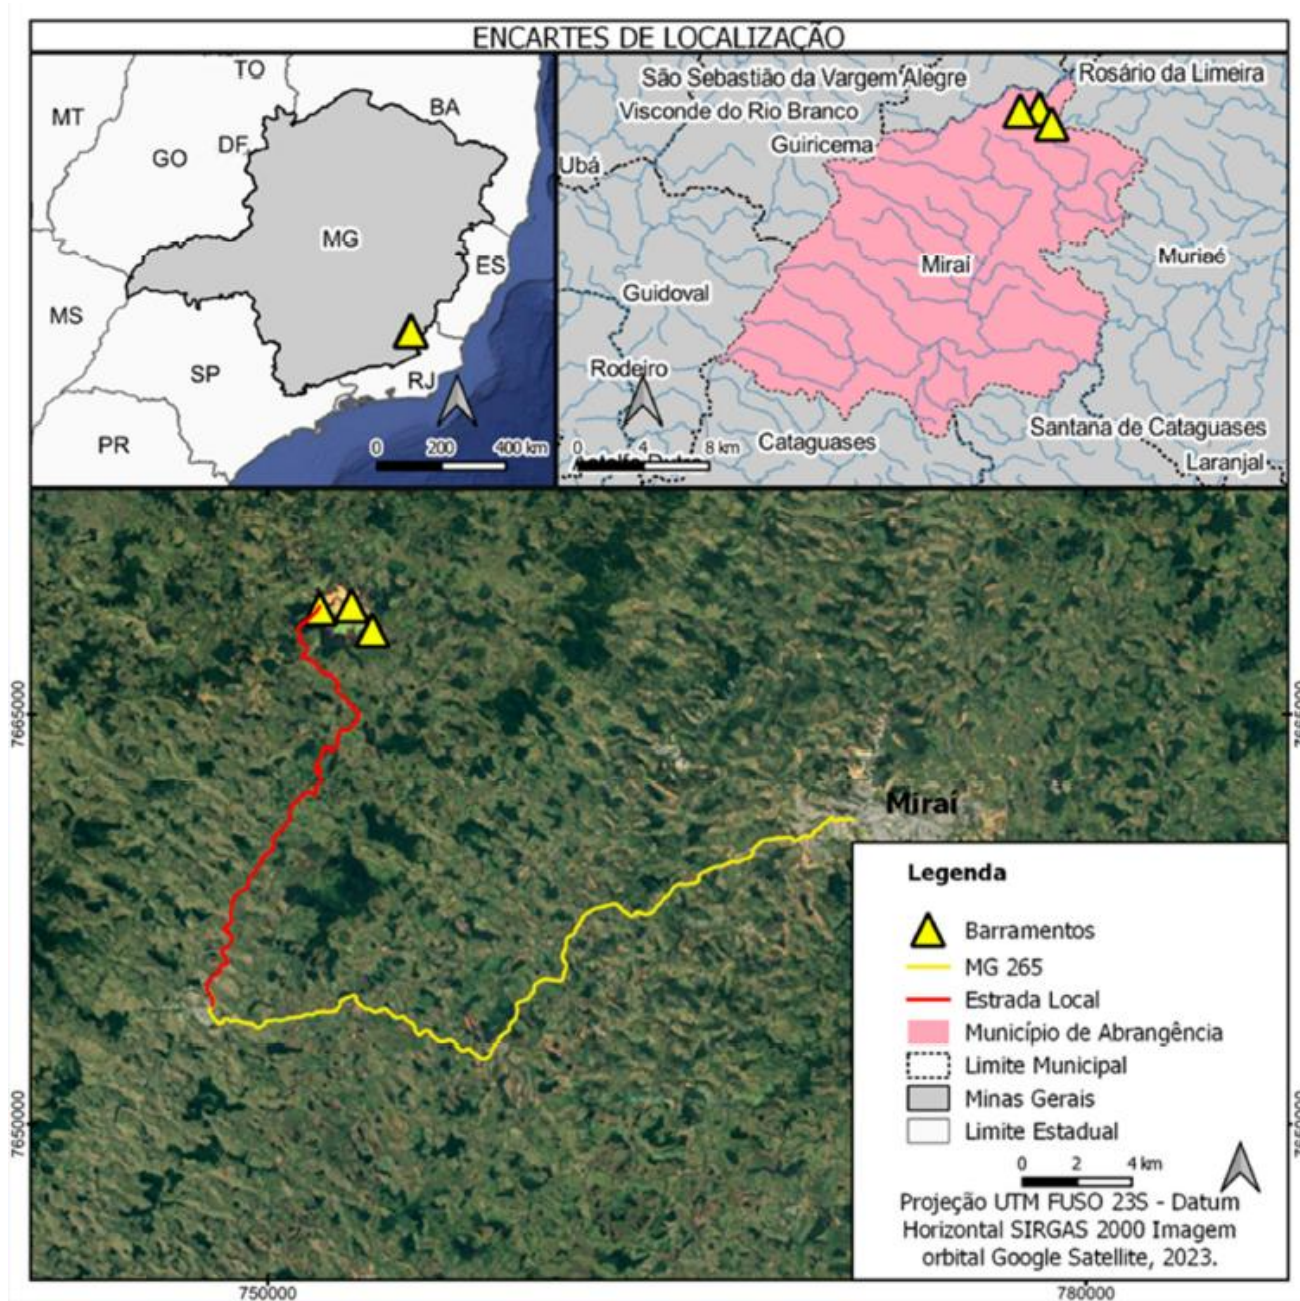 ENCARTES DE LOCALIZAÇÃO
TO
MT
BA
GO
DF
MG
ES
MS
SP
RJ
PR
0 200 400 km
São Sebastião da Vargem Alegre
Rosário da Limeira
Visconde do Rio Branco
Guiricema
Ubá
Muriaé
Miraí
Guidoval
Rodeiro
Cataguases
Santana de Cataguases
Laranjal
0 4 8 km
7665000
7665000
Miraí
Legenda
Barramentos
MG 265
Estrada Local
Município de Abrangência
Limite Municipal
Minas Gerais
Limite Estadual
7650000
0 2 4 km
Projeção UTM FUSO 23S - Datum
Horizontal SIRGAS 2000 Imagem
orbital Google Satellite, 2023.
750000
780000